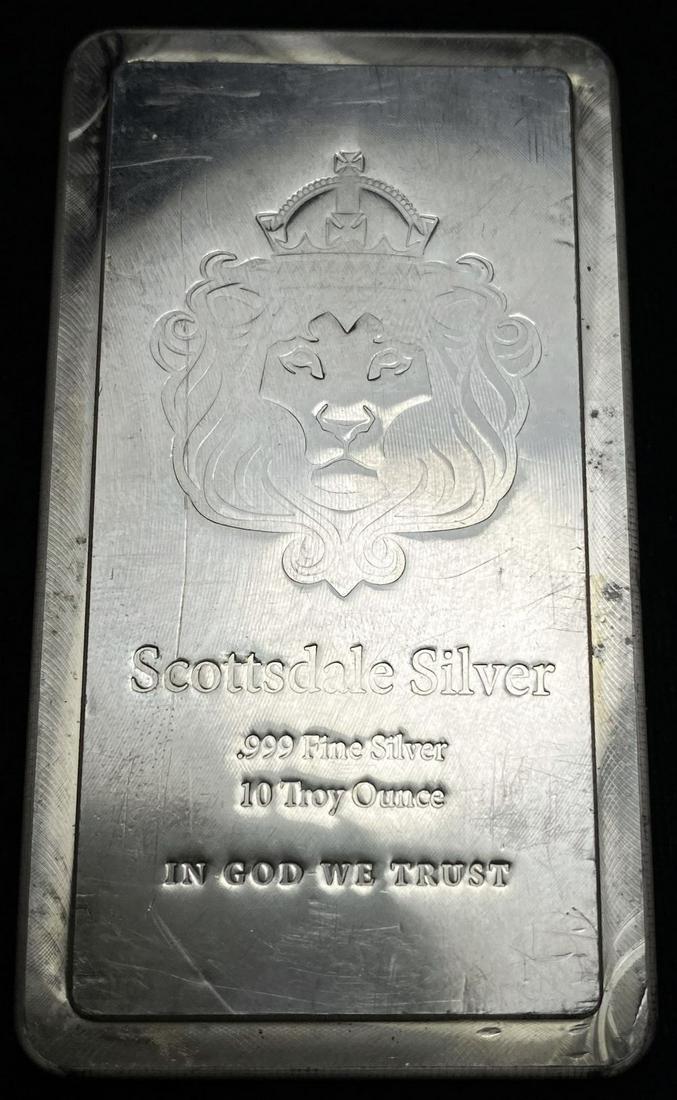 Scottsdale Silver
.999 Fine Silver
10 Troy Ounce
IN GOD WE TRUST